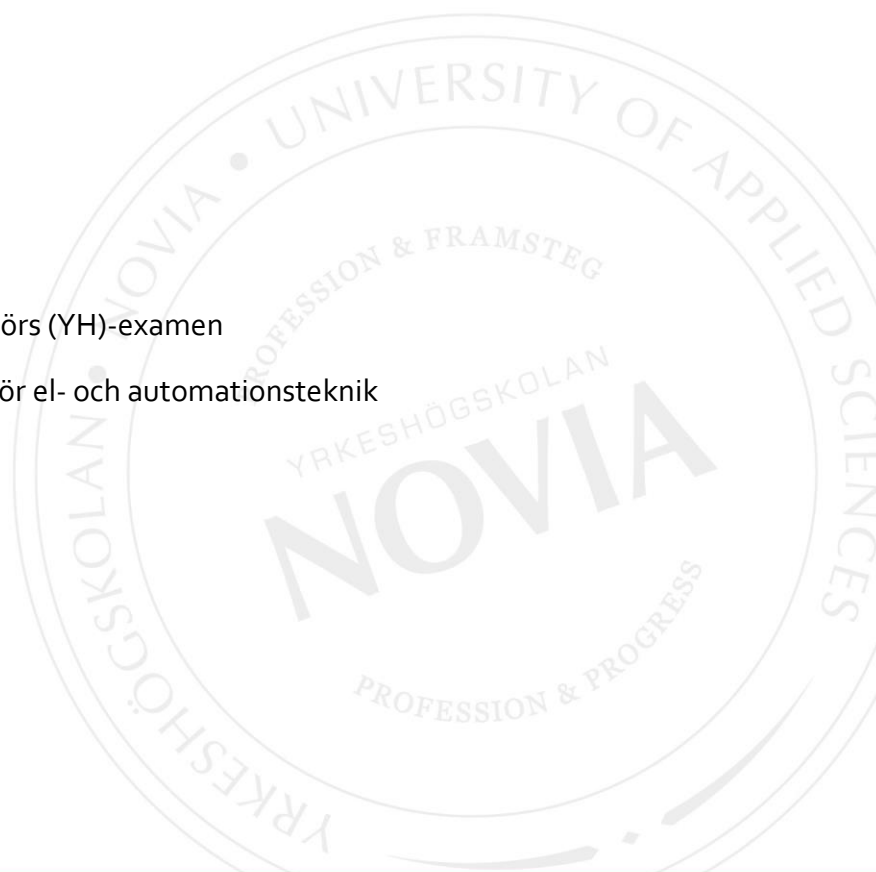 örs (YH)-examen
ör el- och automationsteknik
YRKESHÖGSKOLAN • NOVIA • UNIVERSITY OF APPLIED SCIENCES
PROFESSION & FRAMSTEG
YRKESHÖGSKOLAN
NOVIA
PROFESSION & PROGRESS